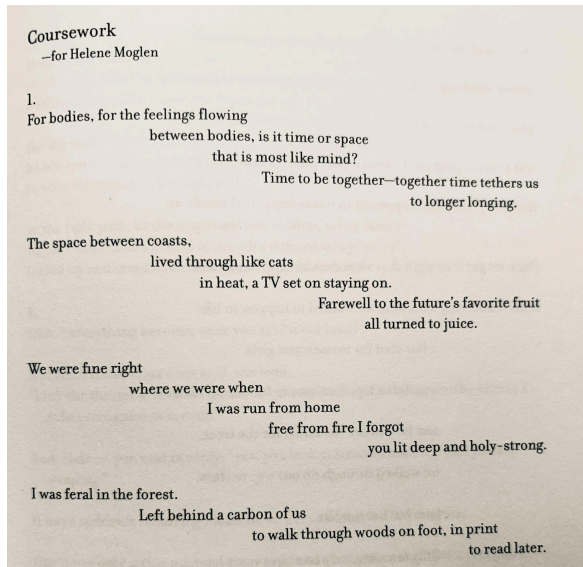 Coursework
—for Helene Moglen
1.
For bodies, for the feelings flowing
between bodies, is it time or space
that is most like mind?
Time to be together—together time tethers us
to longer longing.
The space between coasts,
lived through like cats
in heat, a TV set on staying on.
Farewell to the future's favorite fruit
all turned to juice.
We were fine right
where we were when
I was run from home
free from fire I forgot
you lit deep and holy-strong.
I was feral in the forest.
Left behind a carbon of us
to walk through woods on foot, in print
to read later.